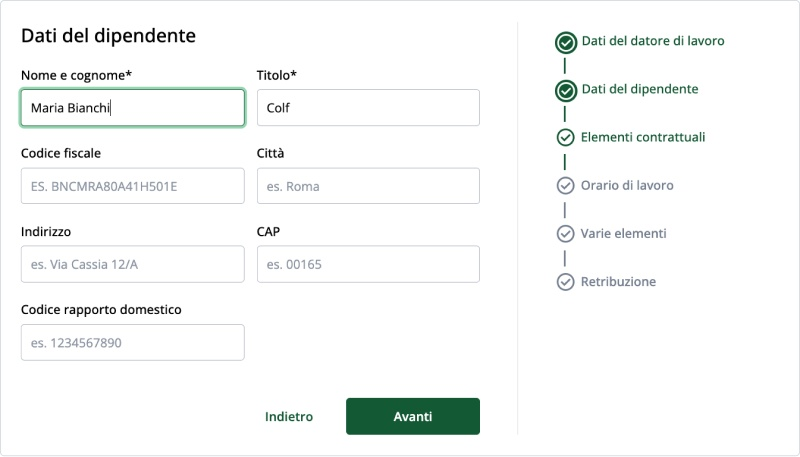 Dati del dipendente
Nome e cognome*
Titolo*
Maria Bianchi
Colf
Codice fiscale
Città
ES. BNCMRA80A41H501E
es. Roma
Indirizzo
CAP
es. Via Cassia 12/A
es. 00165
Codice rapporto domestico
es. 1234567890
Indietro
Avanti
Dati del datore di lavoro
Dati del dipendente
Elementi contrattuali
Orario di lavoro
Varie elementi
Retribuzione